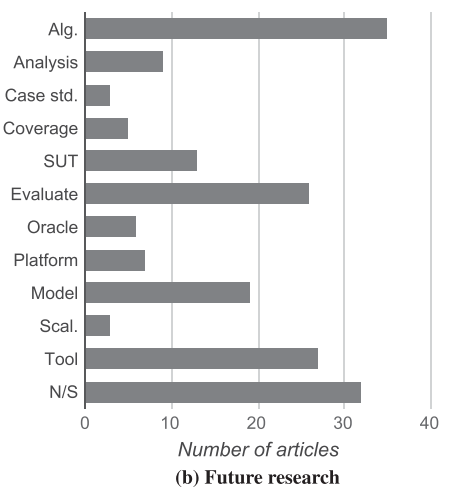 Alg.
Analysis
Case std.
Coverage
SUT
Evaluate
Oracle
Platform
Model
Scal.
Tool
N/S
0 10 20 30 40
Number of articles
(b) Future research